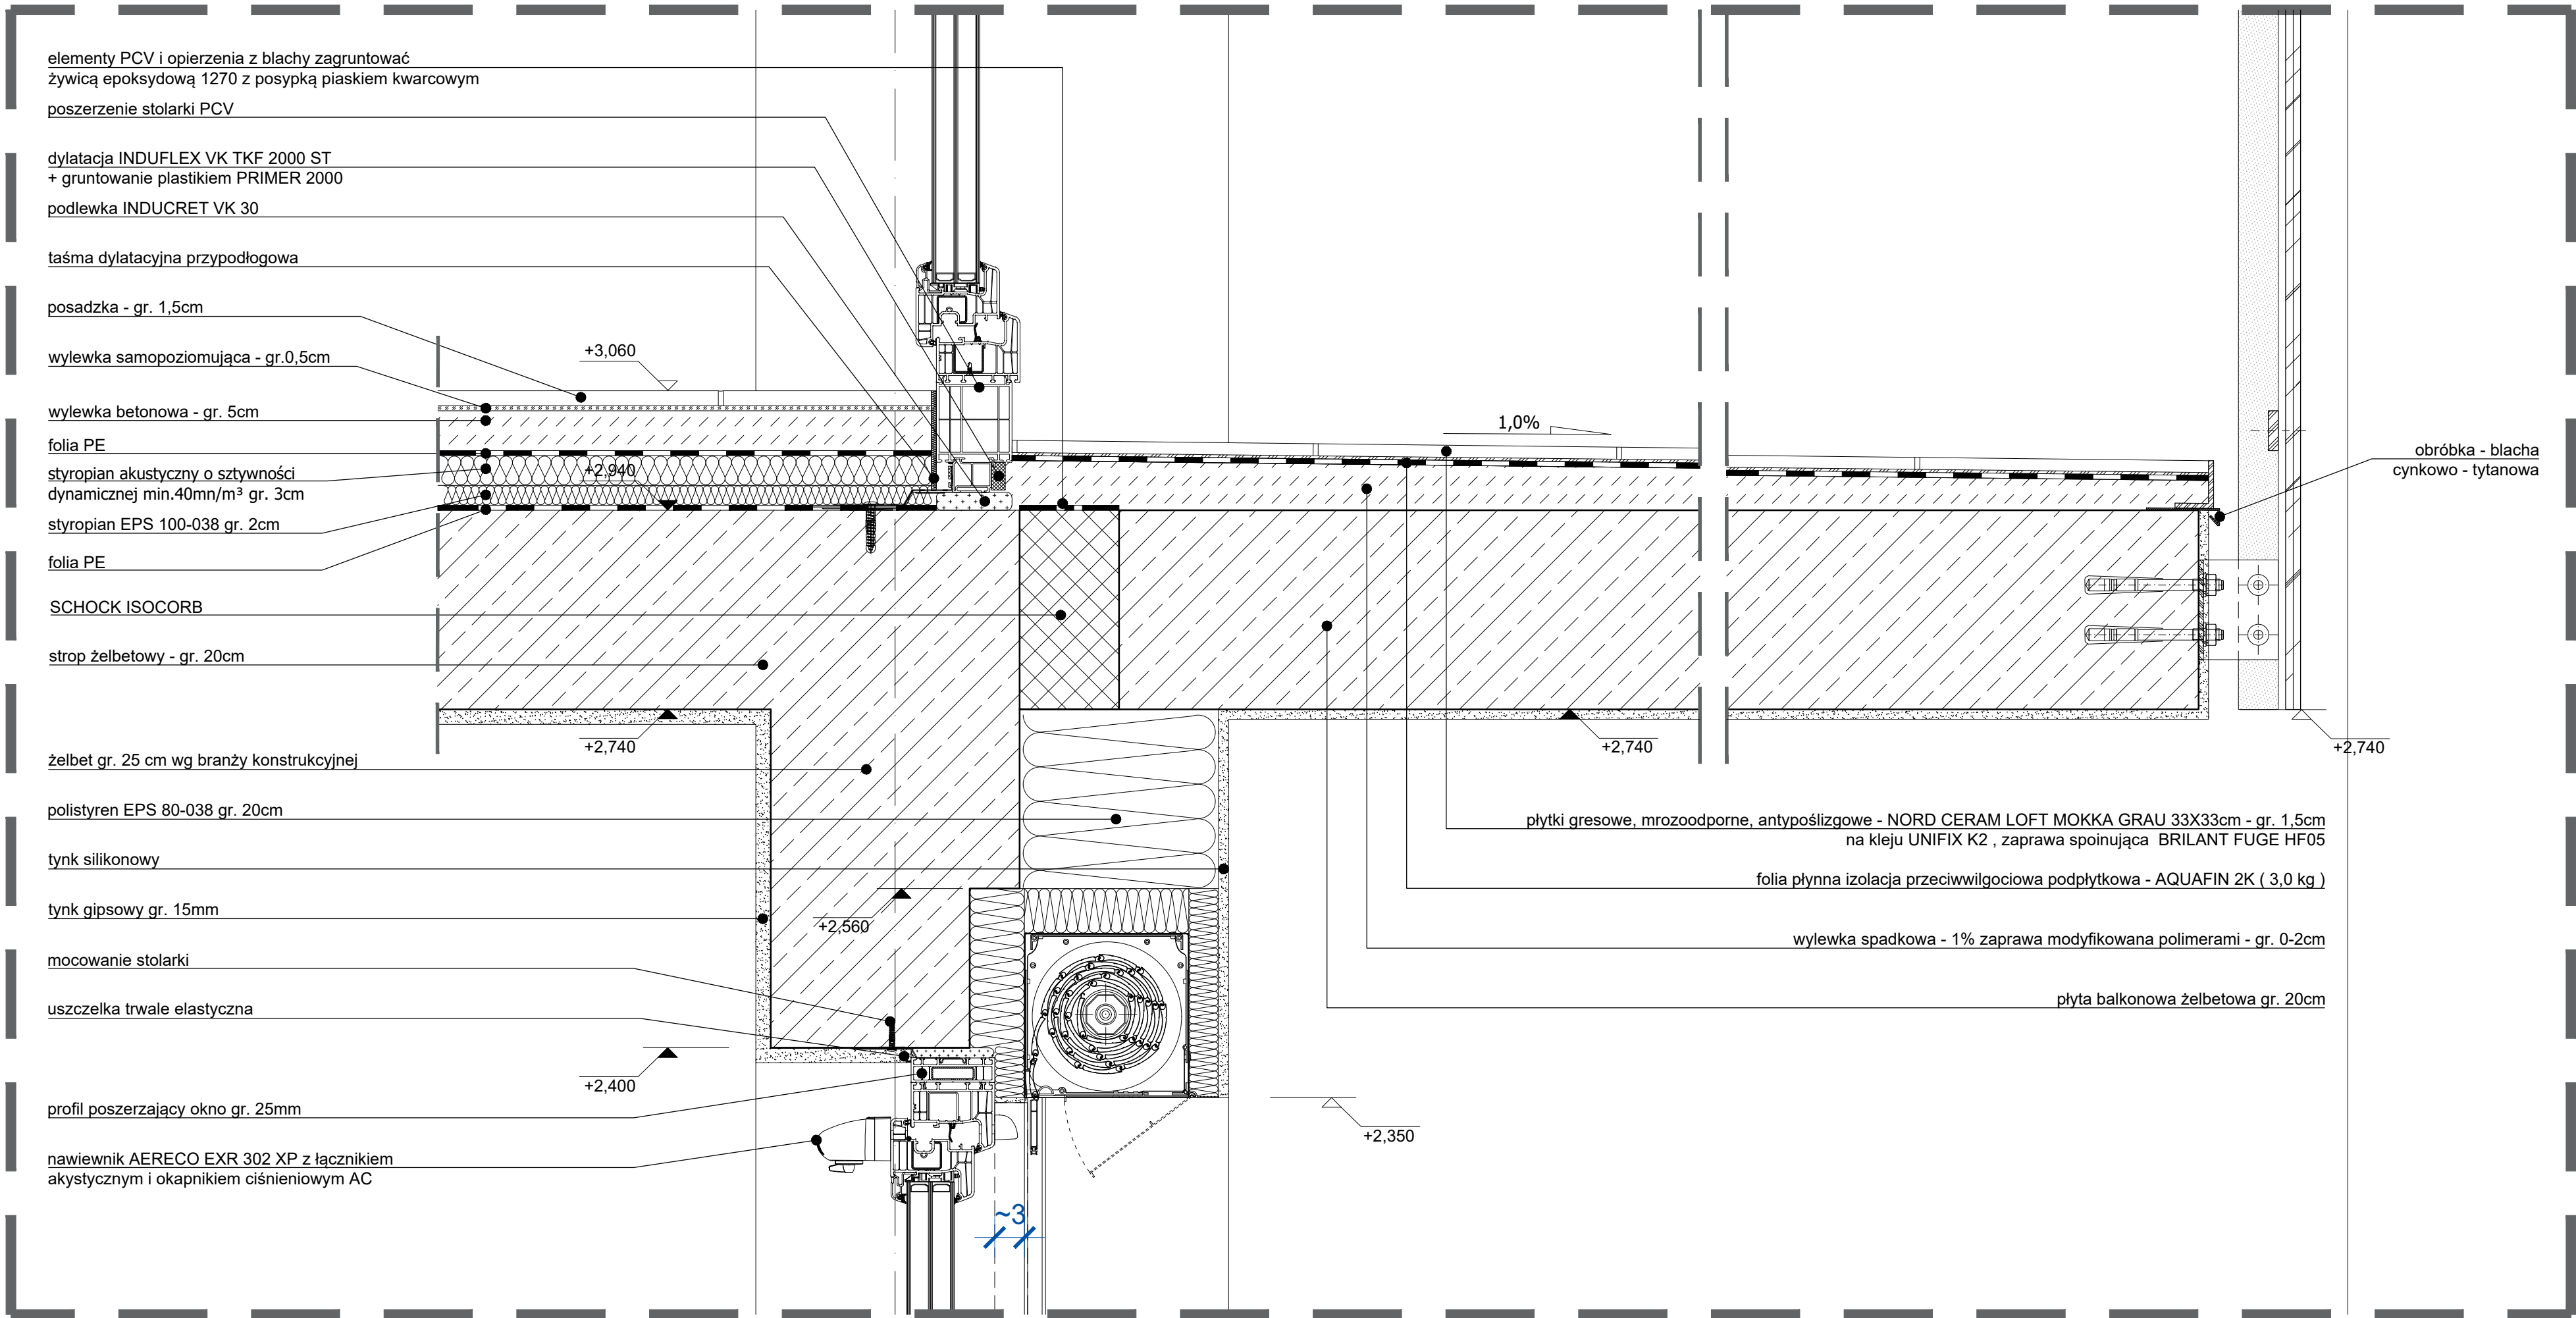 elementy PCV i opierzenia z blachy zagruntować
żywicą epoksydową 1270 z posypką piaskiem kwarcowym
poszerzenie stolarki PCV
dylatacja INDUFLEX VK TKF 2000 ST
+ gruntowanie plastikiem PRIMER 2000
podlewka INDUCRET VK 30
taśma dylatacyjna przypodłogowa
posadzka - gr. 1,5cm
wylewka samopoziomująca - gr.0,5cm
wylewka betonowa - gr. 5cm
folia PE
styropian akustyczny o sztywności
dynamicznej min.40mn/m³ gr. 3cm
styropian EPS 100-038 gr. 2cm
folia PE
SCHOCK ISOCORB
strop żelbetowy - gr. 20cm
żelbet gr. 25 cm wg branży konstrukcyjnej
polistyren EPS 80-038 gr. 20cm
tynk silikonowy
tynk gipsowy gr. 15mm
mocowanie stolarki
uszczelka trwale elastyczna
profil poszerzający okno gr. 25mm
nawiewnik AERECO EXR 302 XP z łącznikiem
akystycznym i okapnikiem ciśnieniowym AC
+3,060
+2,940
+2,740
+2,560
+2,400
~3
1,0%
+2,740
+2,350
+2,740
obróbka - blacha
cynkowo - tytanowa
płytki gresowe, mrozoodporne, antypoślizgowe - NORD CERAM LOFT MOKKA GRAU 33X33cm - gr. 1,5cm
na kleju UNIFIX K2 , zaprawa spoinująca BRILANT FUGE HF05
folia płynna izolacja przeciwwilgociowa podpłytkowa - AQUAFIN 2K ( 3,0 kg )
wylewka spadkowa - 1% zaprawa modyfikowana polimerami - gr. 0-2cm
płyta balkonowa żelbetowa gr. 20cm